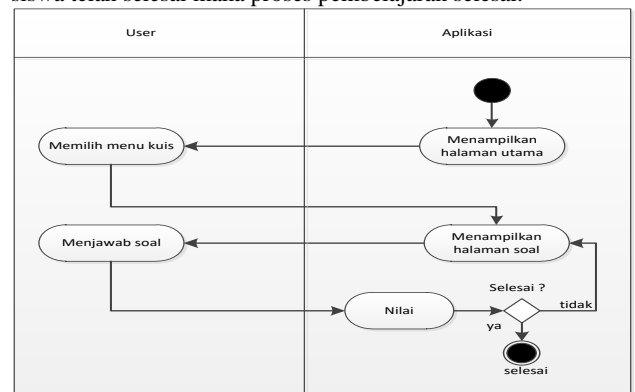 siswa telah selesai maka proses pembelajaran selesai.
User
Aplikasi
Menampilkan
halaman utama
Memilih menu kuis
Menampilkan
halaman soal
Menjawab soal
Selesai ?
Nilai
tidak
ya
selesai